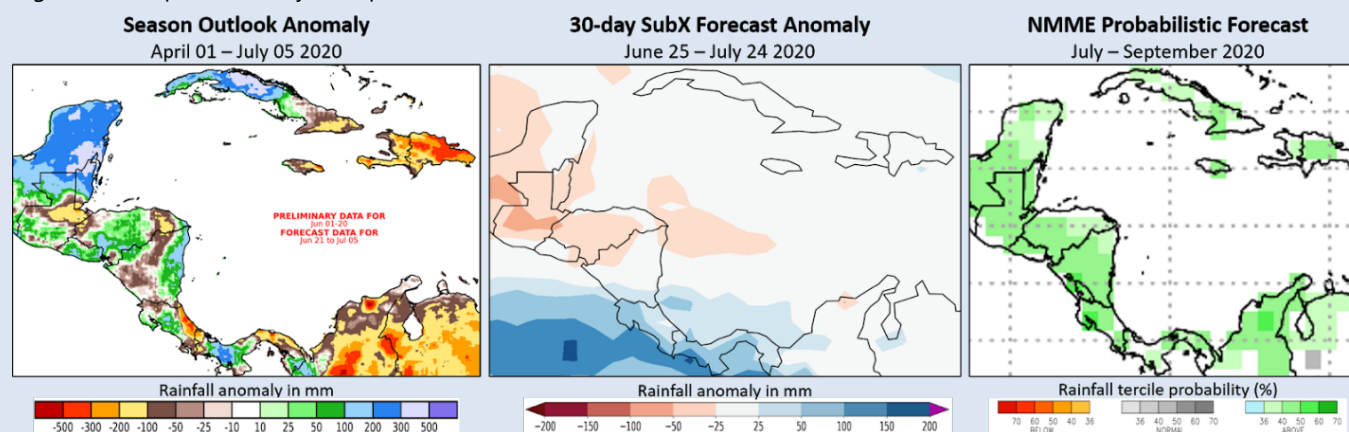 Season Outlook Anomaly
April 01 – July 05 2020
PRELIMINARY DATA FOR
Jun 01-20
FORECAST DATA FOR
Jun 21 to Jul 05
Rainfall anomaly in mm
-500 -300 -200 -100 -50 -25 -10 10 25 50 100 200 300 500
30-day SubX Forecast Anomaly
June 25 – July 24 2020
Rainfall anomaly in mm
−200 −150 −100 −50 −25 25 50 100 150 200
NMME Probabilistic Forecast
July – September 2020
Rainfall tercile probability (%)
70 60 50 40 36 36 40 50 60 70 36 40 50 60 70
BELOW NORMAL ABOVE